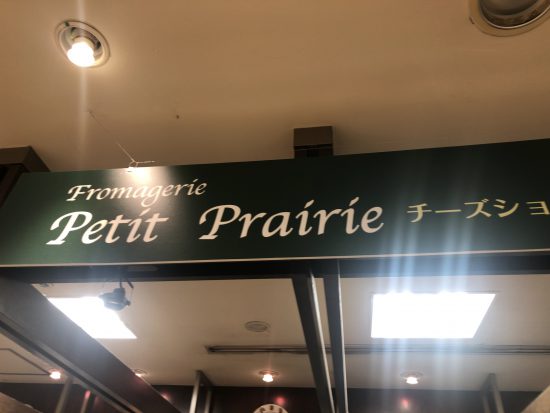 Fromagerie
Petit Prairie チーズショ